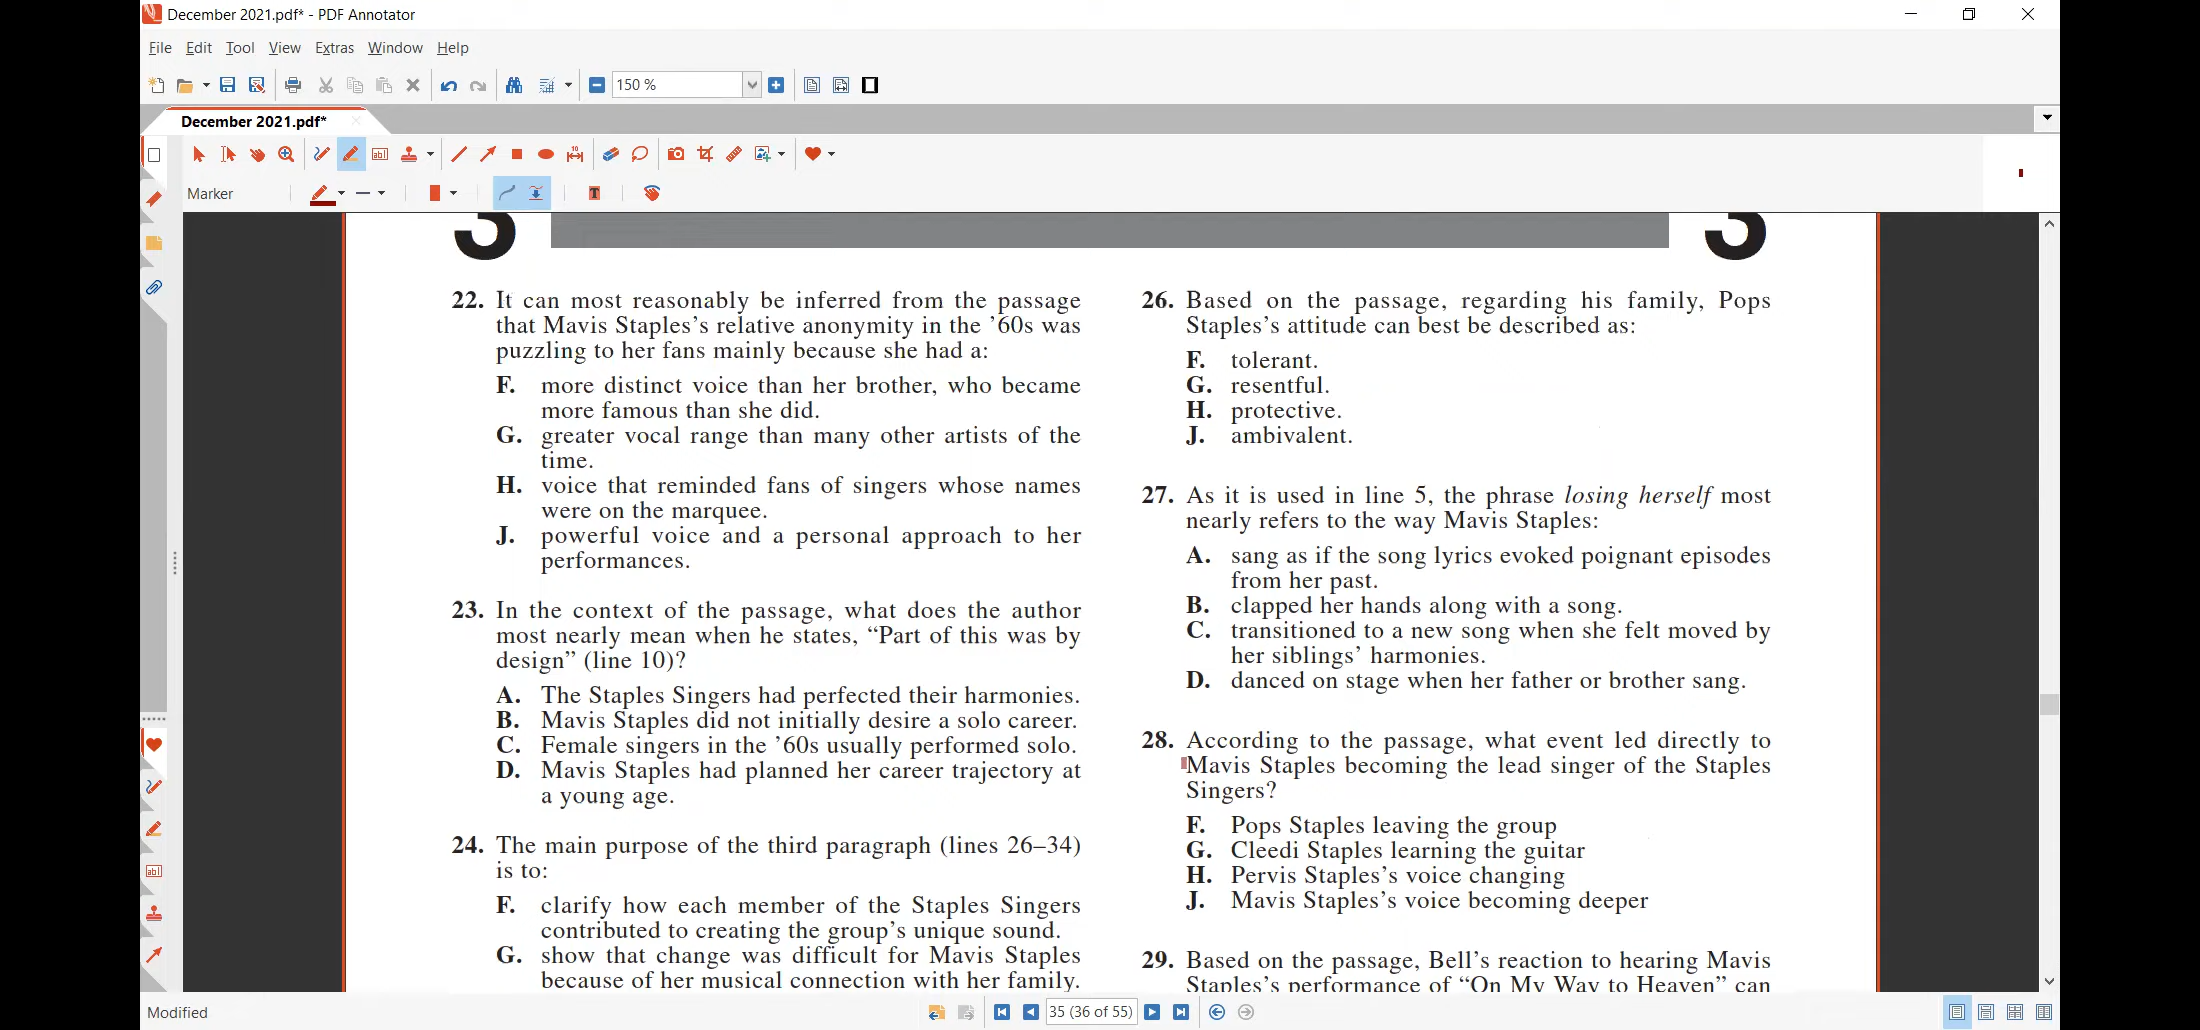 December 2021.pdf* - PDF Annotator
File Edit Tool View Extras Window Help
150 %
December 2021.pdf*
Marker
3 3
22. It can most reasonably be inferred from the passage
that Mavis Staples's relative anonymity in the '60s was
puzzling to her fans mainly because she had a:
F. more distinct voice than her brother, who became
more famous than she did.
G. greater vocal range than many other artists of the
time.
H. voice that reminded fans of singers whose names
were on the marquee.
J. powerful voice and a personal approach to her
performances.
23. In the context of the passage, what does the author
most nearly mean when he states, “Part of this was by
design” (line 10)?
A. The Staples Singers had perfected their harmonies.
B. Mavis Staples did not initially desire a solo career.
C. Female singers in the '60s usually performed solo.
D. Mavis Staples had planned her career trajectory at
a young age.
24. The main purpose of the third paragraph (lines 26–34)
is to:
F. clarify how each member of the Staples Singers
contributed to creating the group's unique sound.
G. show that change was difficult for Mavis Staples
because of her musical connection with her family.
26. Based on the passage, regarding his family, Pops
Staples's attitude can best be described as:
F. tolerant.
G. resentful.
H. protective.
J. ambivalent.
27. As it is used in line 5, the phrase losing herself most
nearly refers to the way Mavis Staples:
A. sang as if the song lyrics evoked poignant episodes
from her past.
B. clapped her hands along with a song.
C. transitioned to a new song when she felt moved by
her siblings' harmonies.
D. danced on stage when her father or brother sang.
28. According to the passage, what event led directly to
Mavis Staples becoming the lead singer of the Staples
Singers?
F. Pops Staples leaving the group
G. Cleedi Staples learning the guitar
H. Pervis Staples's voice changing
J. Mavis Staples's voice becoming deeper
29. Based on the passage, Bell's reaction to hearing Mavis
Staples's performance of “On My Way to Heaven” can
Modified
35 (36 of 55)